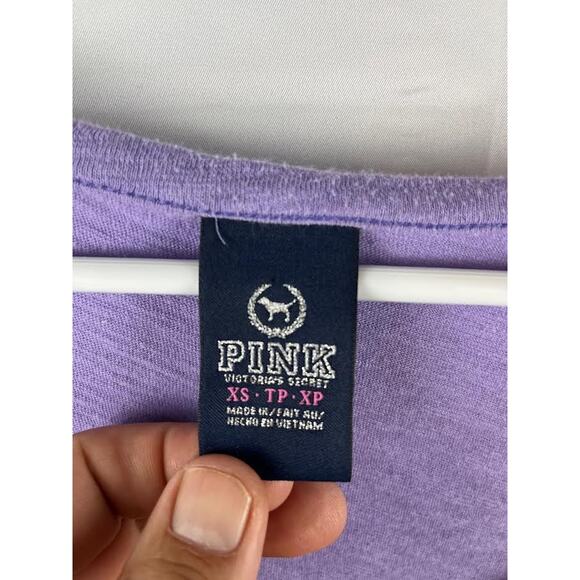 PINK
VICTORIA'S SECRET
XS · TP · XP
MADE IN/FAIT AU/
HECHO EN VIETNAM